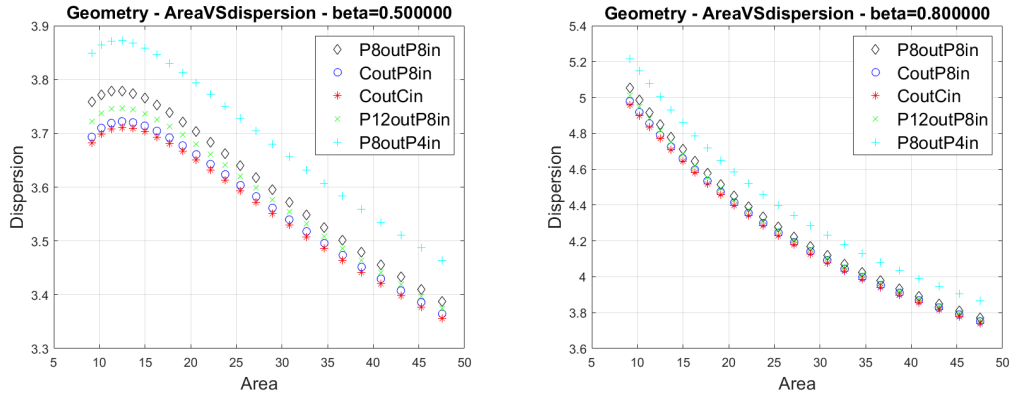 Geometry - AreaVSdispersion - beta=0.500000
3.9
3.8
3.7
3.6
3.5
3.4
3.3
Dispersion
5 10 15 20 25 30 35 40 45 50
Area
P8outP8in
CoutP8in
CoutCin
P12outP8in
P8outP4in
Geometry - AreaVSdispersion - beta=0.800000
5.4
5.2
5
4.8
4.6
4.4
4.2
4
3.8
3.6
Dispersion
5 10 15 20 25 30 35 40 45 50
Area
P8outP8in
CoutP8in
CoutCin
P12outP8in
P8outP4in